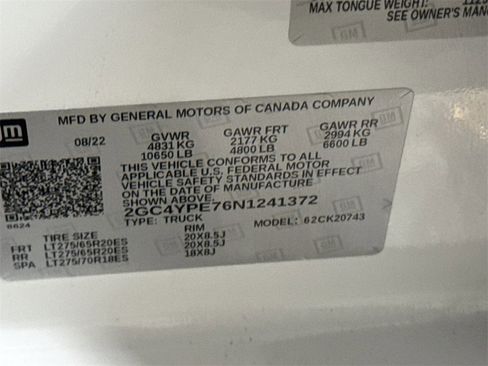 MAX TONGUE WEIGHT:
SEE OWNER'S MANU
GM
MFD BY GENERAL MOTORS OF CANADA COMPANY
08/22 GVWR GAWR FRT GAWR RR
4831 KG 2177 KG 2994 KG
10650 LB 4800 LB 6600 LB
THIS VEHICLE CONFORMS TO ALL
APPLICABLE U.S. FEDERAL MOTOR
VEHICLE SAFETY STANDARDS IN EFFECT
ON THE DATE OF MANUFACTURE
SHOWN ABOVE.
2GC4YPE76N1241372
TYPE: TRUCK MODEL: 62CK20743
TIRE SIZE RIM
FRT LT275/65R20ES 20X8.5J
RR LT275/65R20ES 20X8.5J
SPA LT275/70R18ES 18X8J